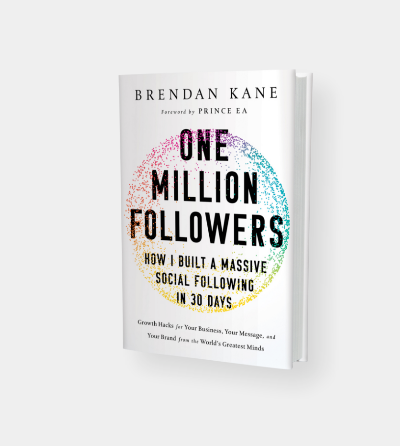 BRENDAN KANE
Foreword by PRINCE EA
ONE
MILLION
FOLLOWERS
HOW I BUILT A MASSIVE
SOCIAL FOLLOWING
IN 30 DAYS
Growth Hacks for Your Business, Your Message, and
Your Brand from the World's Greatest Minds